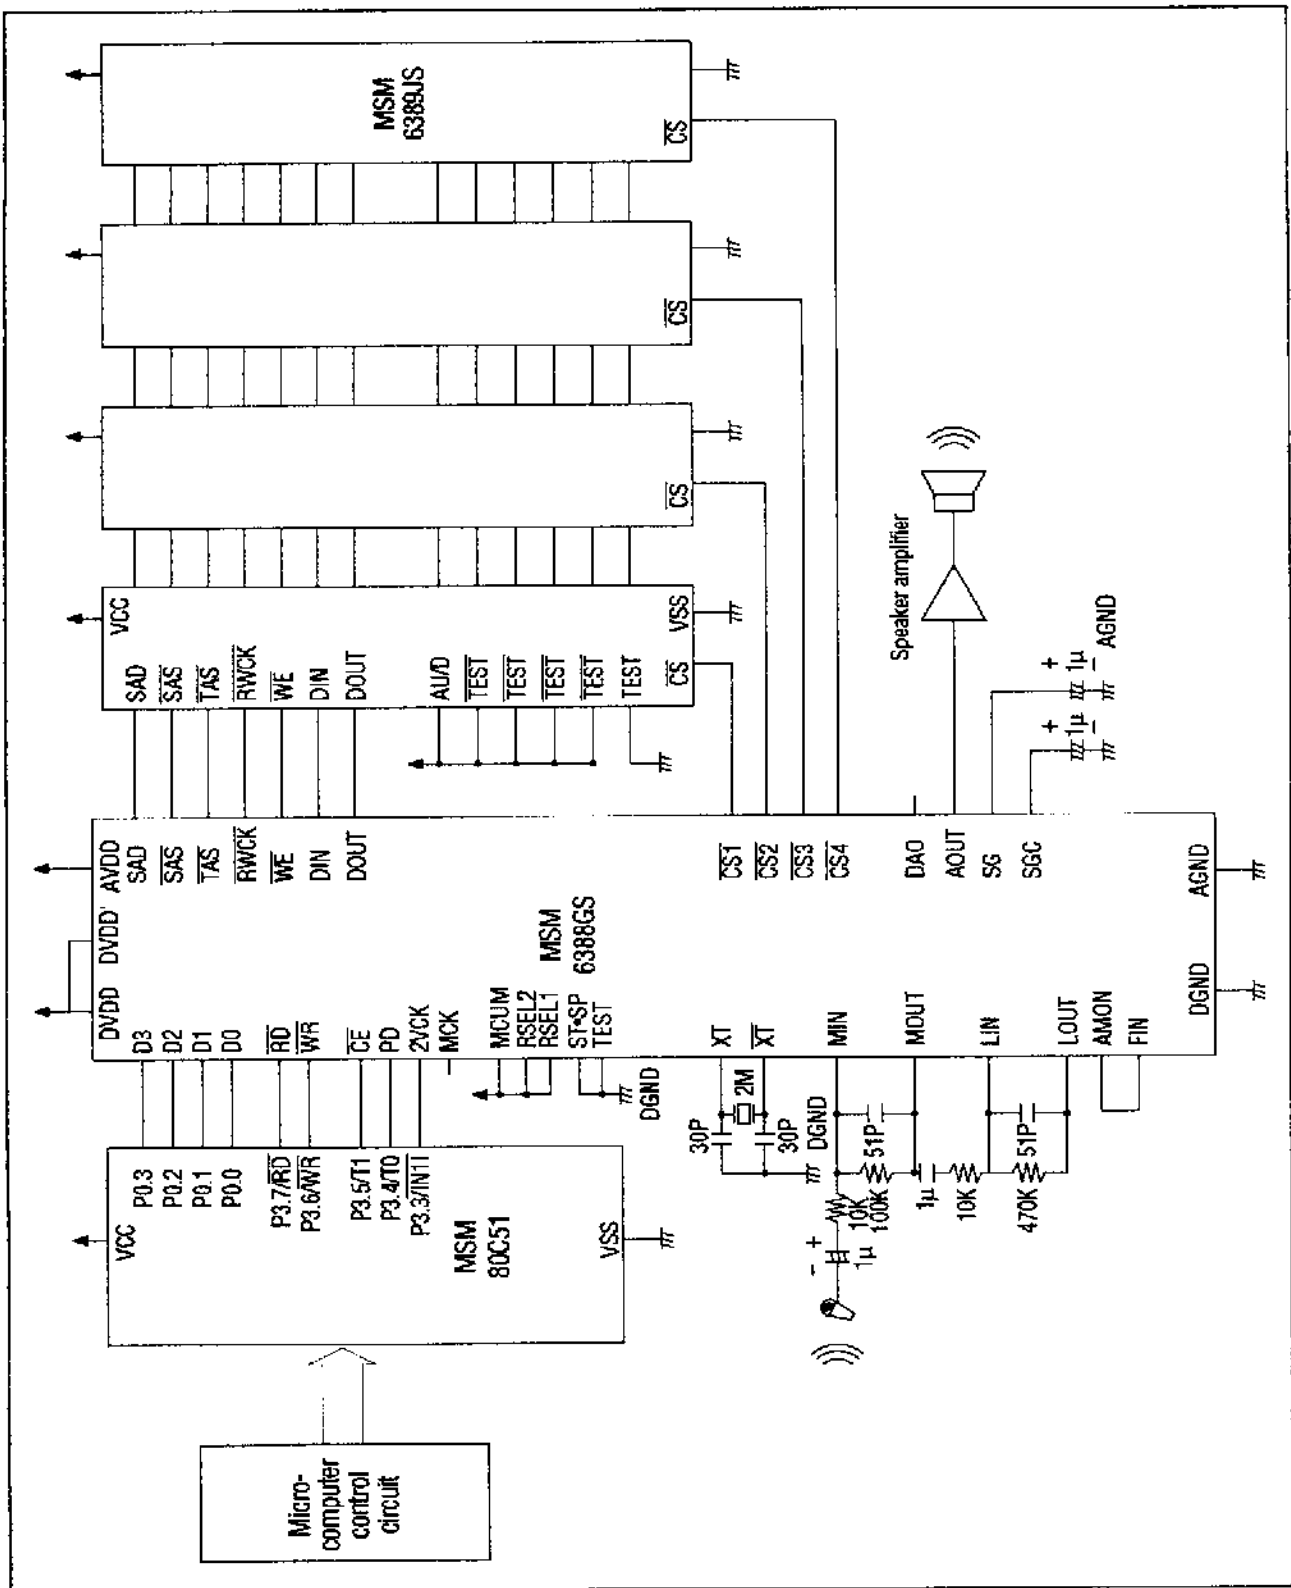 Micro-
computer
control
circuit
VCC
P0.3
P0.2
P0.1
P0.0
P3.7/RD
P3.6/WR
P3.5/T1
P3.4/T0
P3.3/IN1I
MSM
80C51
VSS
DVDD
DVDD'
AVDD
D3
D2
D1
D0
RD
WR
CE
PD
2VCK
MCK
MCUM
RSEL2
RSEL1
ST•SP
TEST
DGND
XT
XT
30P
2M
30P
DGND
MIN
MOUT
LIN
LOUT
AMON
FIN
51P
10K
100K
1μ
10K
51P
470K
- +
1μ
MSM
6388GS
SAD
SAS
TAS
RWCK
WE
DIN
DOUT
CS1
CS2
CS3
CS4
DAO
AOUT
SG
SGC
DGND
AGND
VCC
SAD
SAS
TAS
RWCK
WE
DIN
DOUT
AU/D
TEST
TEST
TEST
TEST
TEST
CS
VSS
CS
CS
MSM
6389JS
CS
Speaker amplifier
+
1μ
-
+
1μ
-
AGND